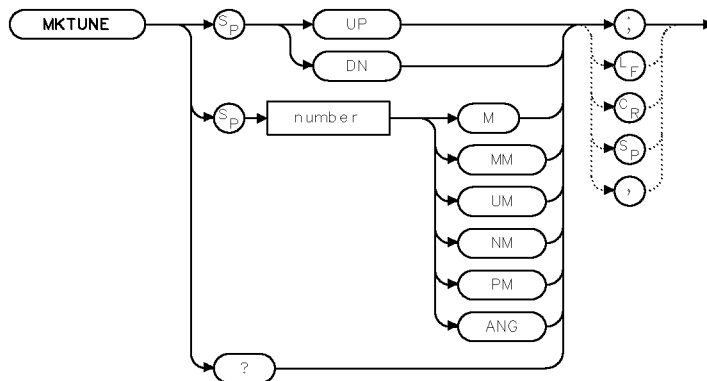 MKTUNE
SP
UP
;
DN
LF
SP
number
M
CR
MM
SP
UM
,
NM
PM
ANG
?